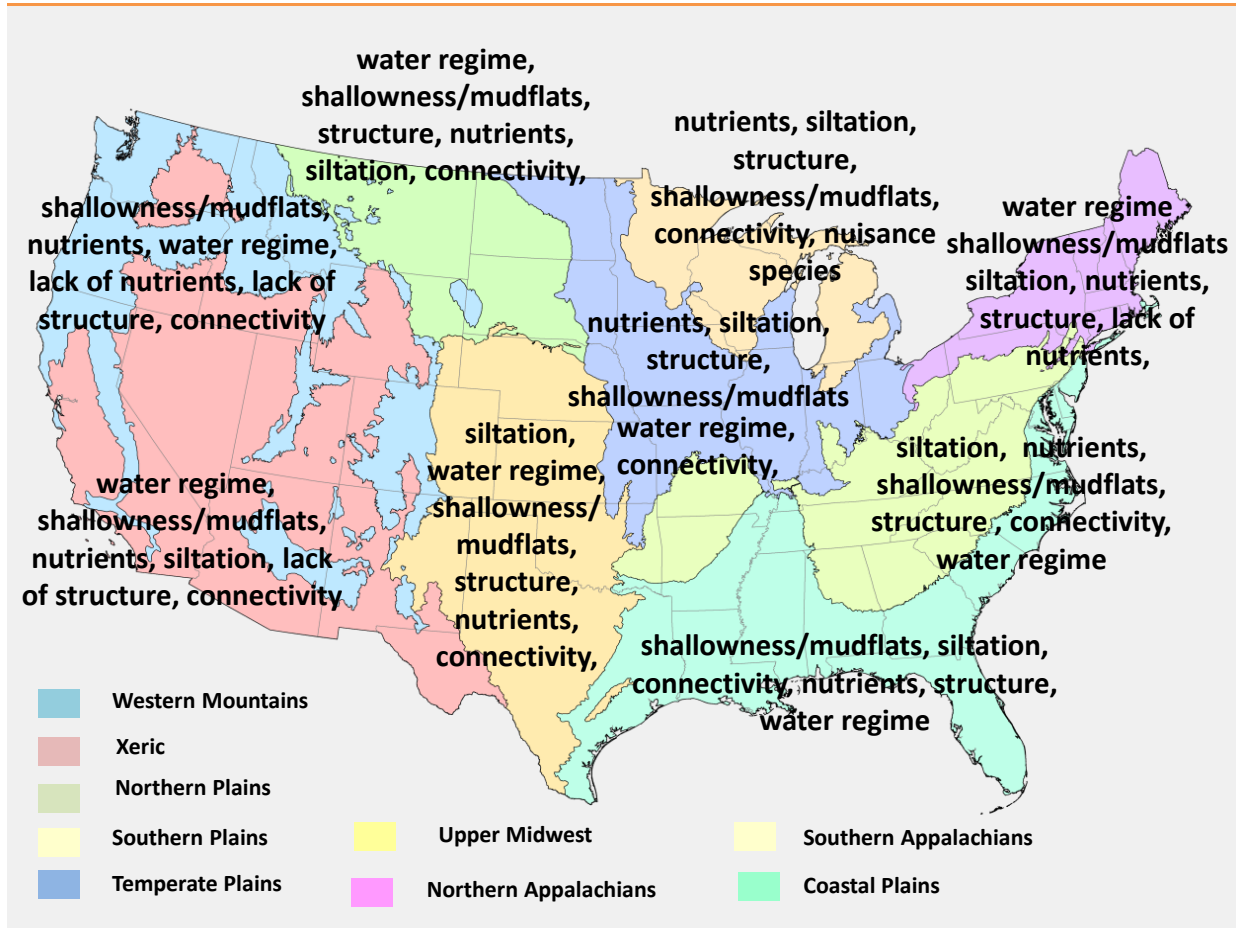 water regime,
shallowness/mudflats,
structure, nutrients,
siltation, connectivity,
nutrients, siltation,
structure,
shallowness/mudflats,
connectivity, nuisance
species
shallowness/mudflats,
nutrients, water regime,
lack of nutrients, lack of
structure, connectivity
water regime
shallowness/mudflats
siltation, nutrients,
structure, lack of
nutrients,
nutrients, siltation,
structure,
shallowness/mudflats
water regime,
connectivity,
siltation,
water regime,
shallowness/
mudflats,
structure,
nutrients,
connectivity,
siltation, nutrients,
shallowness/mudflats,
structure , connectivity,
water regime
water regime,
shallowness/mudflats,
nutrients, siltation, lack
of structure, connectivity
shallowness/mudflats, siltation,
connectivity, nutrients, structure,
water regime
Western Mountains
Xeric
Northern Plains
Southern Plains
Temperate Plains
Upper Midwest
Northern Appalachians
Southern Appalachians
Coastal Plains